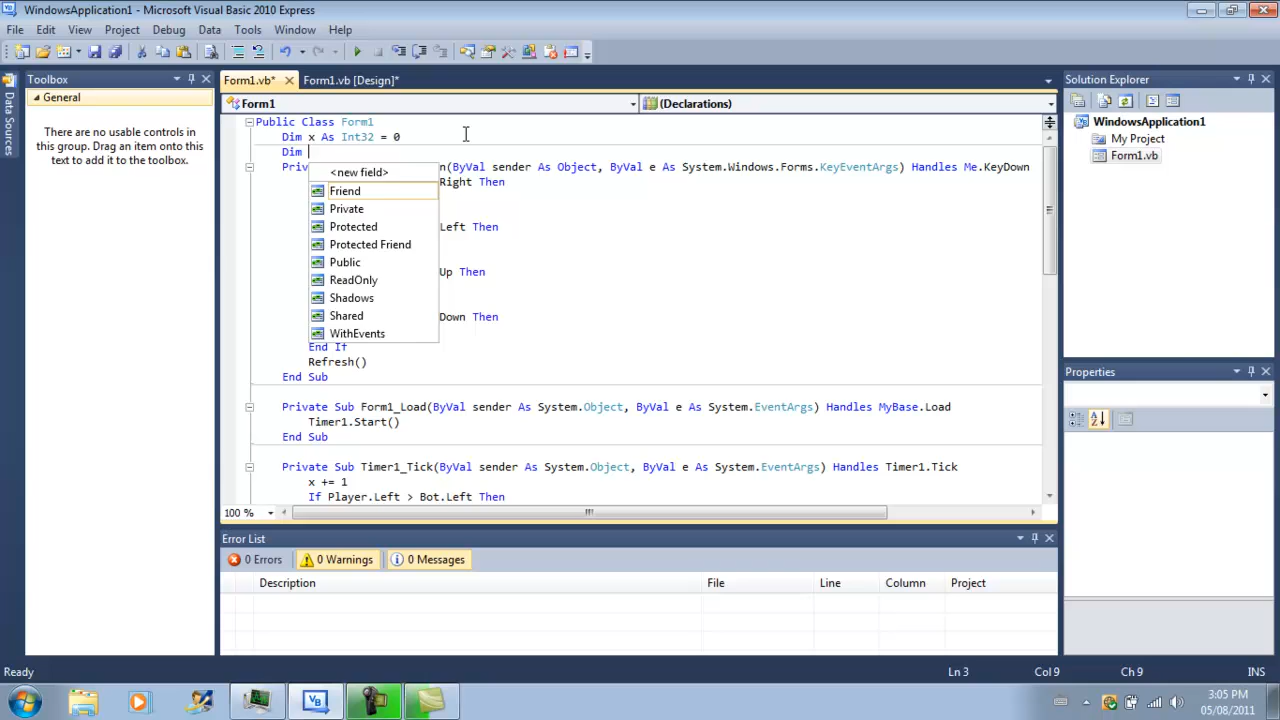 WindowsApplication1 - Microsoft Visual Basic 2010 Express
File Edit View Project Debug Data Tools Window Help
Toolbox
Form1.vb* Form1.vb [Design]*
Solution Explorer
Data Sources
General
There are no usable controls in
this group. Drag an item onto this
text to add it to the toolbox.
Form1 (Declarations)
Public Class Form1
Dim x As Int32 = 0
Dim
Priv n(ByVal sender As Object, ByVal e As System.Windows.Forms.KeyEventArgs) Handles Me.KeyDown
Right Then
Left Then
Up Then
Down Then
<new field>
Friend
Private
Protected
Protected Friend
Public
ReadOnly
Shadows
Shared
WithEvents
End If
Refresh()
End Sub
Private Sub Form1_Load(ByVal sender As System.Object, ByVal e As System.EventArgs) Handles MyBase.Load
Timer1.Start()
End Sub
Private Sub Timer1_Tick(ByVal sender As System.Object, ByVal e As System.EventArgs) Handles Timer1.Tick
x += 1
If Player.Left > Bot.Left Then
100 %
WindowsApplication1
My Project
Form1.vb
Properties
Error List
0 Errors 0 Warnings 0 Messages
Description File Line Column Project
Ready Ln 3 Col 9 Ch 9 INS
3:05 PM
05/08/2011